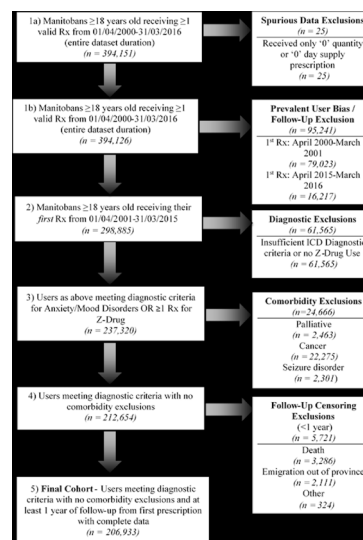 1a) Manitobans ≥18 years old receiving ≥1
valid Rx from 01/04/2000-31/03/2016
(entire dataset duration)
(n = 394,151)
Spurious Data Exclusions
(n = 25)
Received only ‘0’ quantity
or ‘0’ day supply
prescription
(n = 25)
1b) Manitobans ≥18 years old receiving ≥1
valid Rx from 01/04/2000-31/03/2016
(entire dataset duration)
(n = 394,126)
Prevalent User Bias /
Follow-Up Exclusion
(n = 95,241)
1st Rx: April 2000-March
2001
(n = 79,023)
1st Rx: April 2015-March
2016
(n = 16,217)
2) Manitobans ≥18 years old receiving their
first Rx from 01/04/2001-31/03/2015
(n = 298,885)
Diagnostic Exclusions
(n = 61,565)
Insufficient ICD Diagnostic
criteria or no Z-Drug Use
(n = 61,565)
3) Users as above meeting diagnostic criteria
for Anxiety/Mood Disorders OR ≥1 Rx for
Z-Drug
(n = 237,320)
Comorbidity Exclusions
(n=24,666)
Palliative
(n = 2,463)
Cancer
(n = 22,275)
Seizure disorder
(n = 2,301)
4) Users meeting diagnostic criteria with no
comorbidity exclusions
(n = 212,654)
Follow-Up Censoring
Exclusions
(<1 year)
(n = 5,721)
Death
(n = 3,286)
Emigration out of province
(n = 2,111)
Other
(n = 324)
5) Final Cohort - Users meeting diagnostic
criteria with no comorbidity exclusions and at
least 1 year of follow-up from first prescription
with complete data
(n = 206,933)